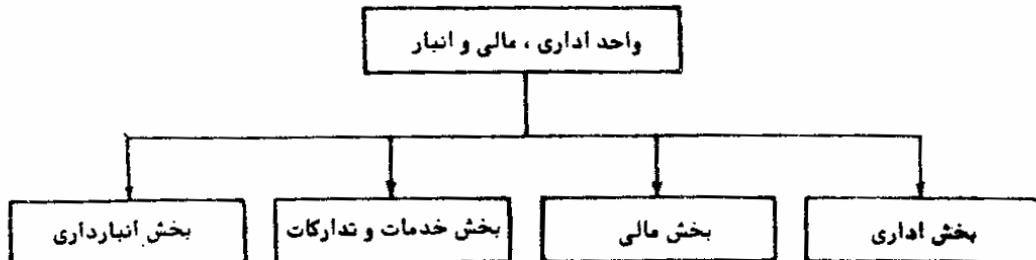 واحد اداری ، مالی و انبار
بخش اداری
بخش مالی
بخش خدمات و تدارکات
بخش انبارداری